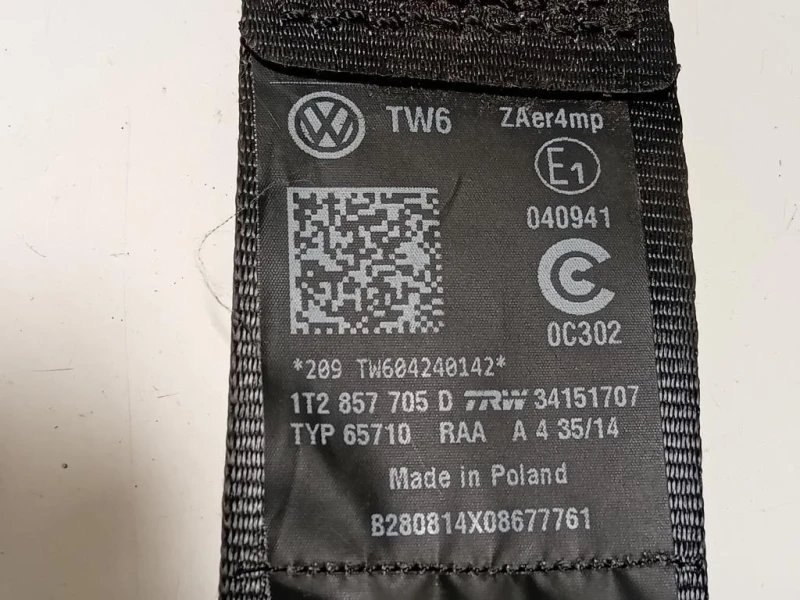 VW TW6 ZAer4mp
E1
040941
C
0C302
*209 TW604240142*
1T2 857 705 D TRW 34151707
TYP 65710 RAA A 4 35/14
Made in Poland
B280814X08677761